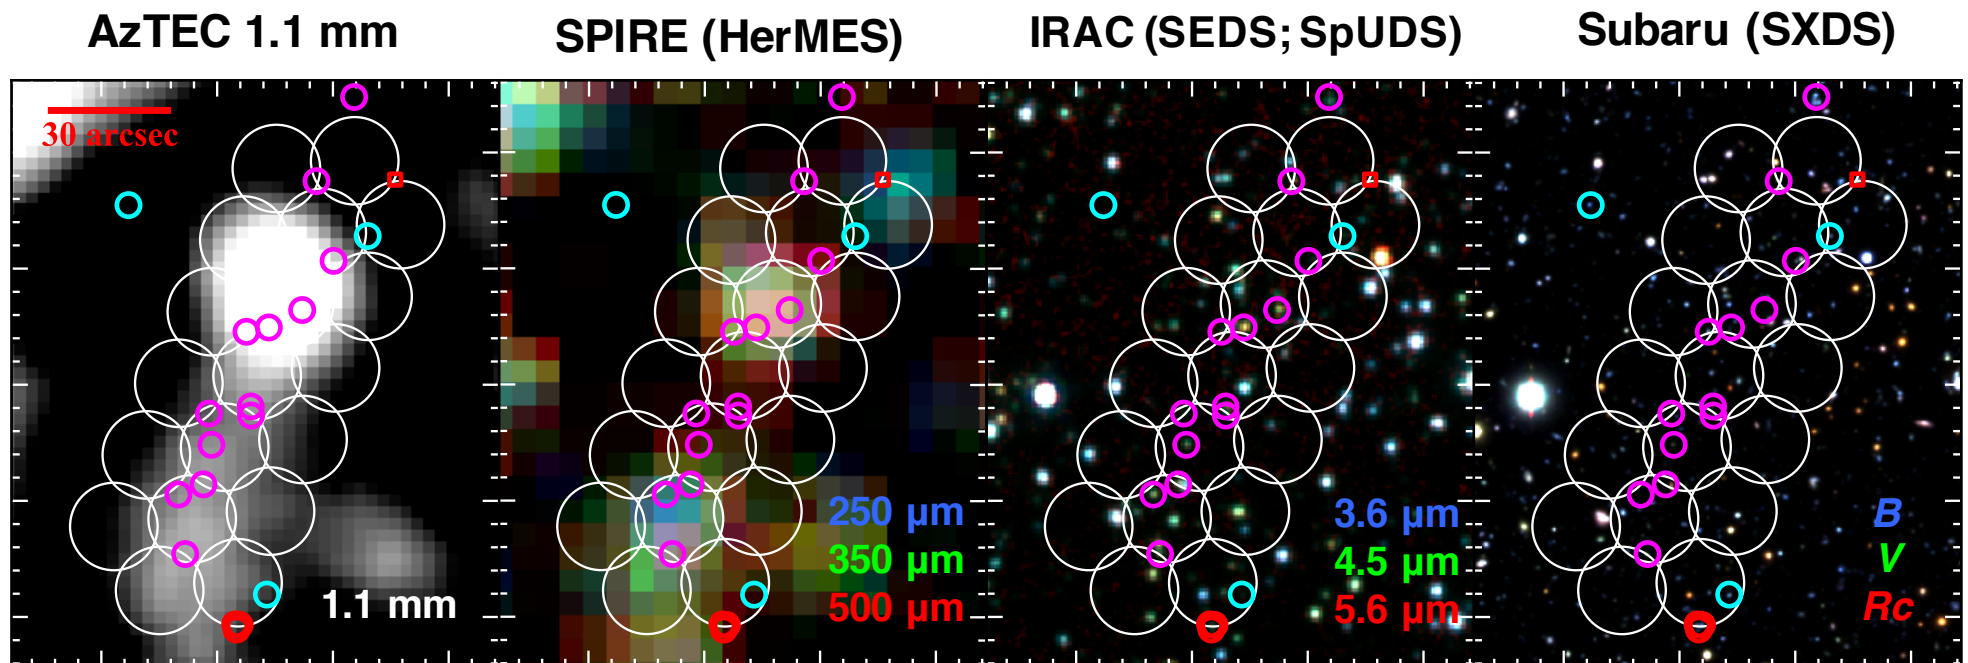 AzTEC 1.1 mm
SPIRE (HerMES)
IRAC (SEDS; SpUDS)
Subaru (SXDS)
30 arcsec
1.1 mm
250 µm
350 µm
500 µm
3.6 µm
4.5 µm
5.6 µm
B
V
Rc